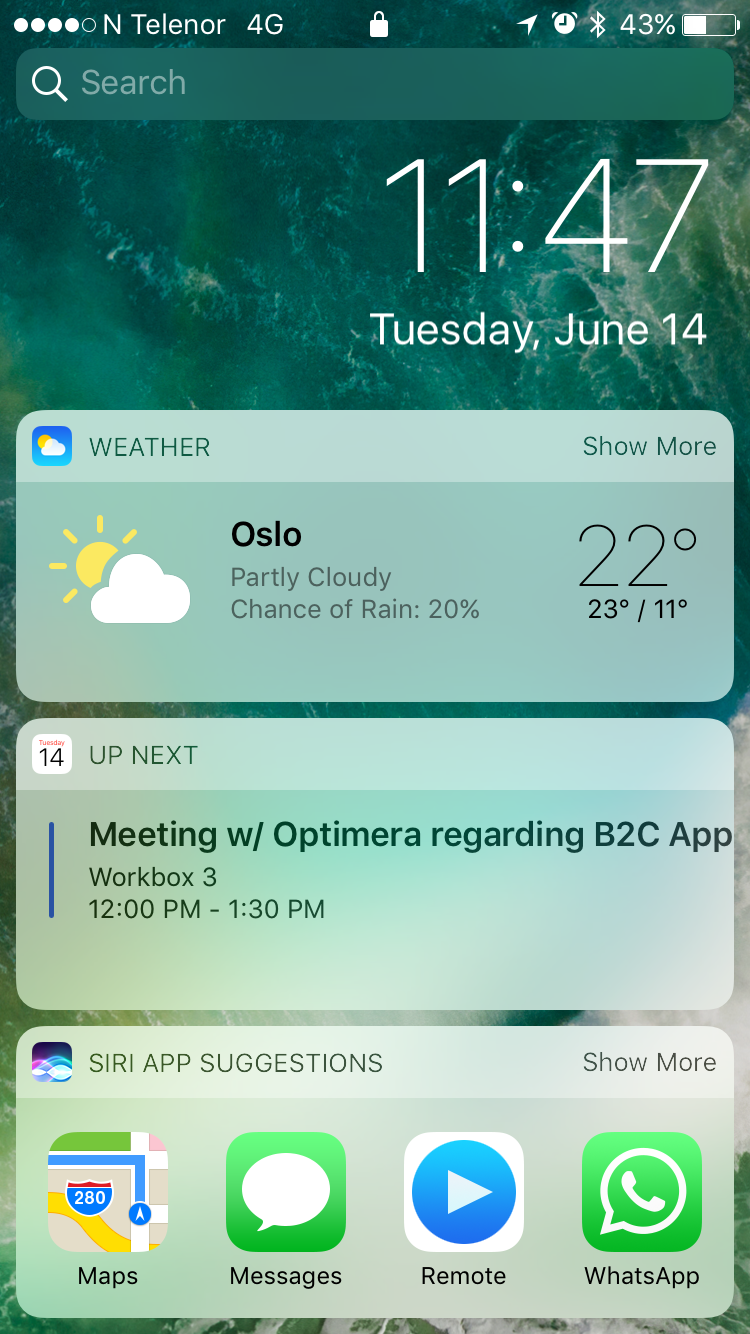 N Telenor 4G 43%
Search
11:47
Tuesday, June 14
WEATHER Show More
Oslo
22°
Partly Cloudy
Chance of Rain: 20%
23° / 11°
Tuesday
14
UP NEXT
Meeting w/ Optimera regarding B2C App
Workbox 3
12:00 PM - 1:30 PM
SIRI APP SUGGESTIONS Show More
280
Maps Messages Remote WhatsApp